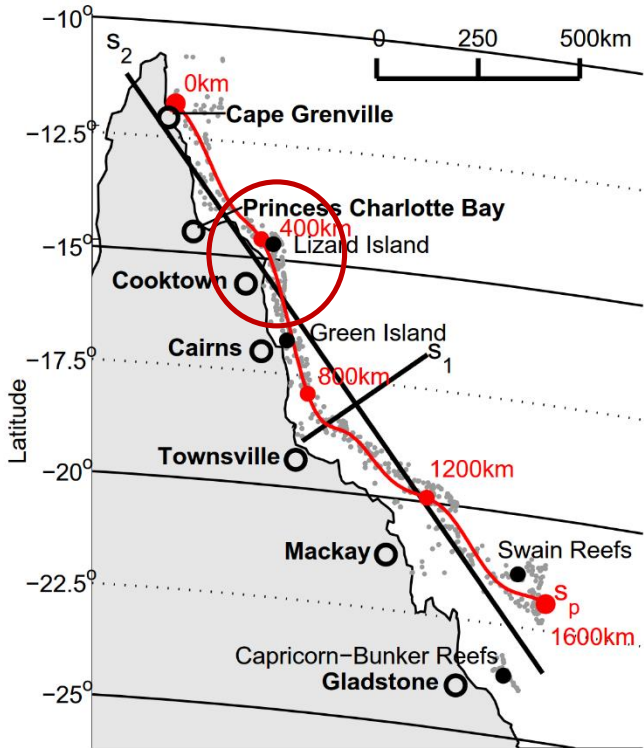 −10°
s2
0 250 500km
0km
Cape Grenville
−12.5°
Princess Charlotte Bay
400km
−15°
Lizard Island
Cooktown
Green Island
Cairns
−17.5°
s1
800km
Latitude
Townsville
−20°
1200km
Mackay
Swain Reefs
−22.5°
sp
1600km
Capricorn−Bunker Reefs
Gladstone
−25°